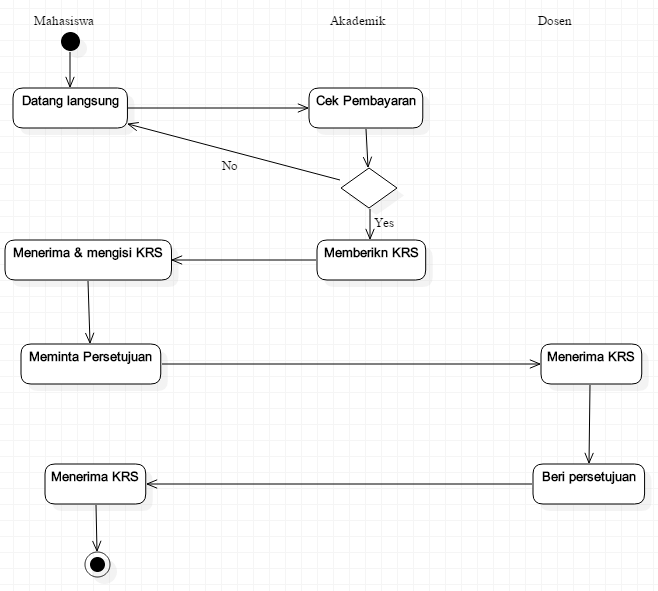 Mahasiswa
Akademik
Dosen
Datang langsung
Cek Pembayaran
No
Yes
Menerima & mengisi KRS
Memberikn KRS
Meminta Persetujuan
Menerima KRS
Menerima KRS
Beri persetujuan